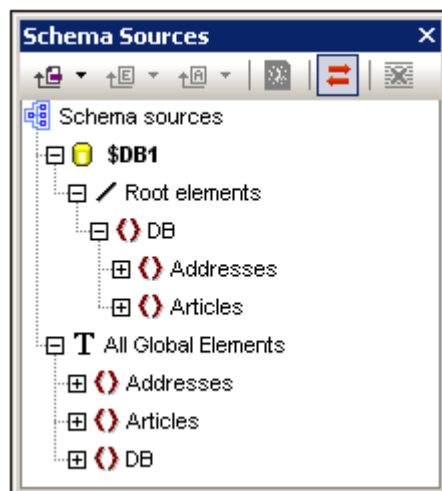 Schema Sources
E A
Schema sources
$DB1
Root elements
DB
Addresses
Articles
T All Global Elements
Addresses
Articles
DB